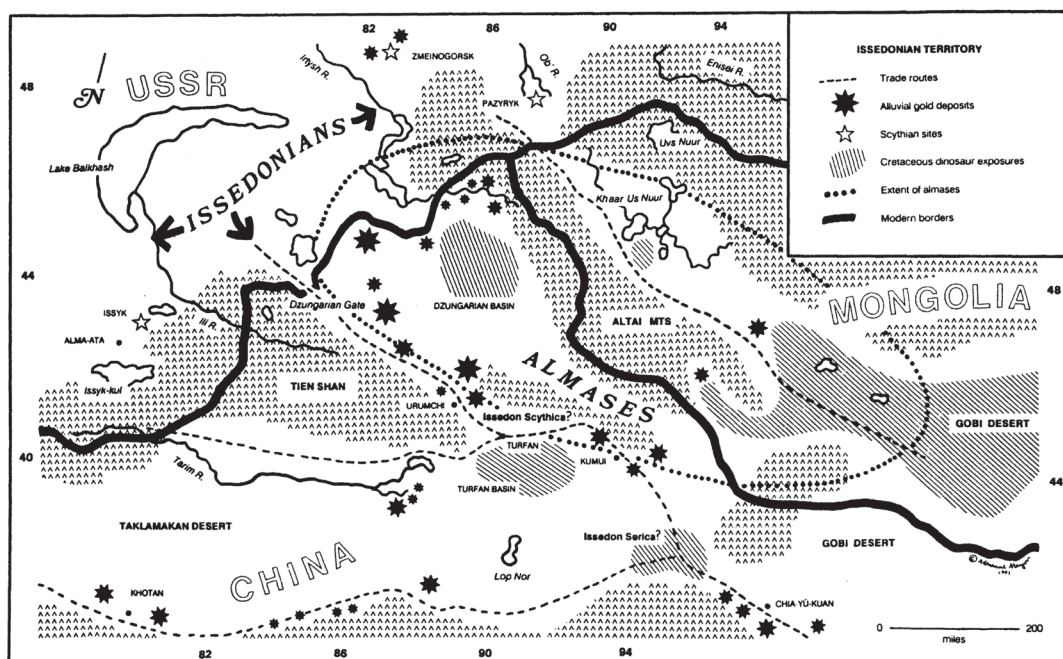 82
86
90
94
ISSEDONIAN TERRITORY
Trade routes
Alluvial gold deposits
Scythian sites
Cretaceous dinosaur exposures
Extent of almases
Modern borders
48
N
USSR
Irtysh R.
ZMEINOGORSK
Ob' R.
Enisei R.
PAZYRYK
ISSEDONIANS
Lake Balkhash
Uvs Nuur
Khaar Us Nuur
44
48
Dzungarian Gate
DZUNGARIAN BASIN
MONGOLIA
ISSYK
Ili R.
ALMA-ATA
ALTAI MTS
Issyk-kul
TIEN SHAN
ALMASES
URUMCHI
Issedon Scythica?
GOBI DESERT
40
TURFAN
KUMUI
44
Tarim R.
TURFAN BASIN
TAKLAMAKAN DESERT
Issedon Serica?
GOBI DESERT
CHINA
Lop Nor
KHOTAN
CHIA-YÜ-KUAN
0 200
miles
82
86
90
94